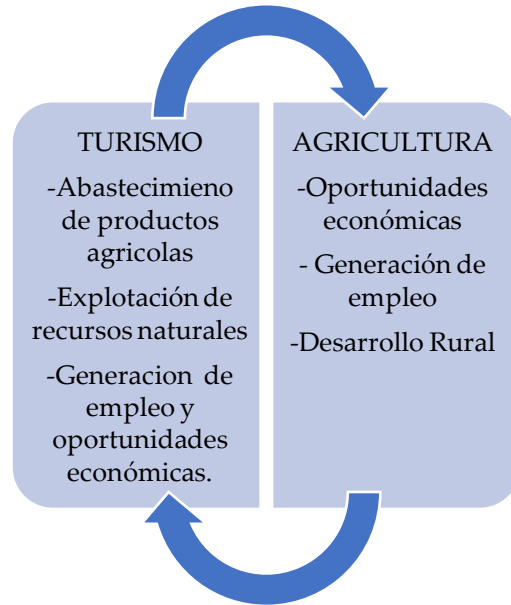 TURISMO
-Abastecimieno
de productos
agricolas
-Explotación de
recursos naturales
-Generacion de
empleo y
oportunidades
económicas.
AGRICULTURA
-Oportunidades
económicas
- Generación de
empleo
-Desarrollo Rural